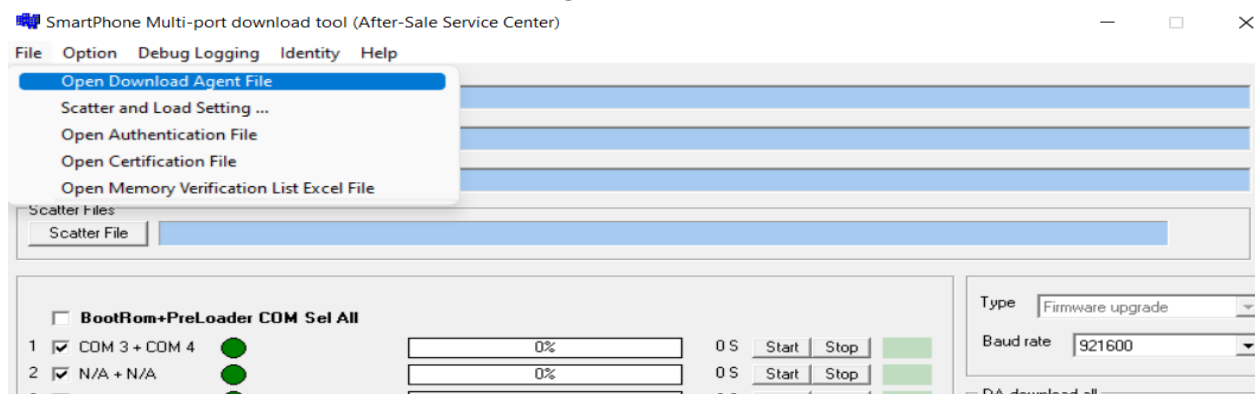 SmartPhone Multi-port download tool (After-Sale Service Center)
File Option Debug Logging Identity Help
Open Download Agent File
Scatter and Load Setting ...
Open Authentication File
Open Certification File
Open Memory Verification List Excel File
Scatter Files
Scatter File
BootRom+PreLoader COM Sel All
1 COM 3 + COM 4 0% 0 S Start Stop
2 N/A + N/A 0% 0 S Start Stop
Type Firmware upgrade
Baud rate 921600
DA download all